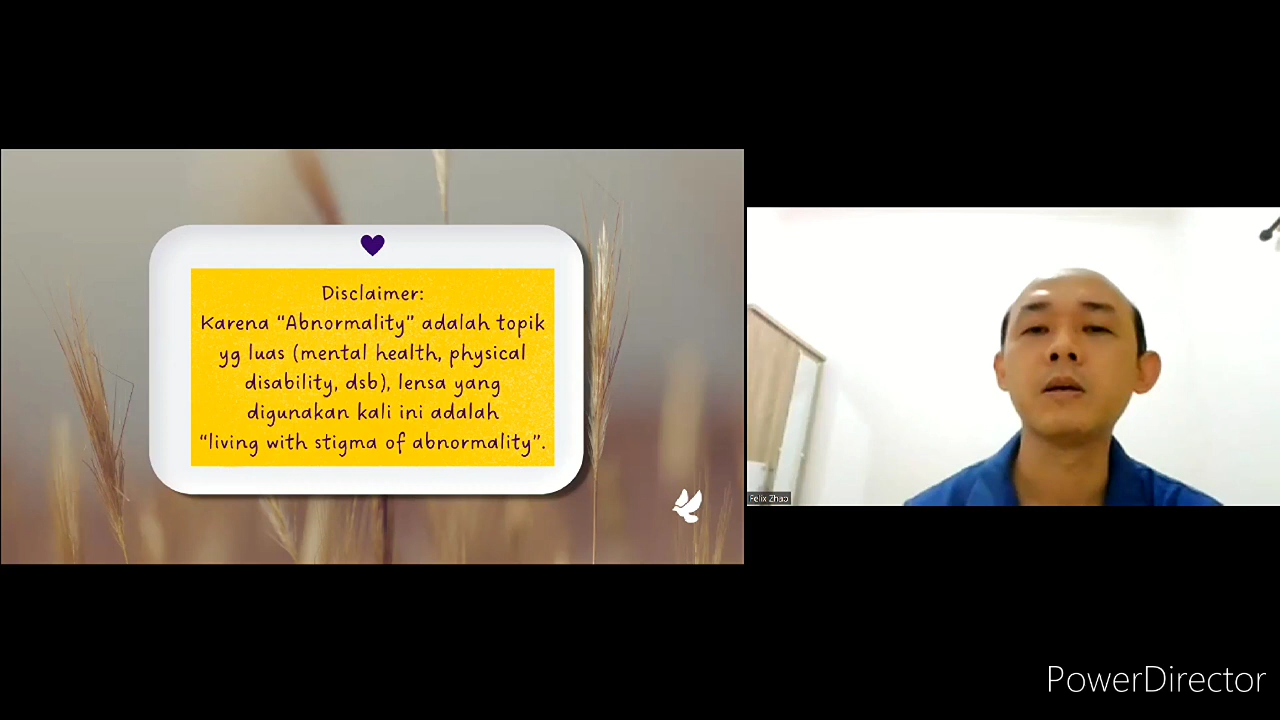 Disclaimer:
Karena "Abnormality" adalah topik
yg luas (mental health, physical
disability, dsb), lensa yang
digunakan kali ini adalah
"living with stigma of abnormality".
Felix Zhao
PowerDirector